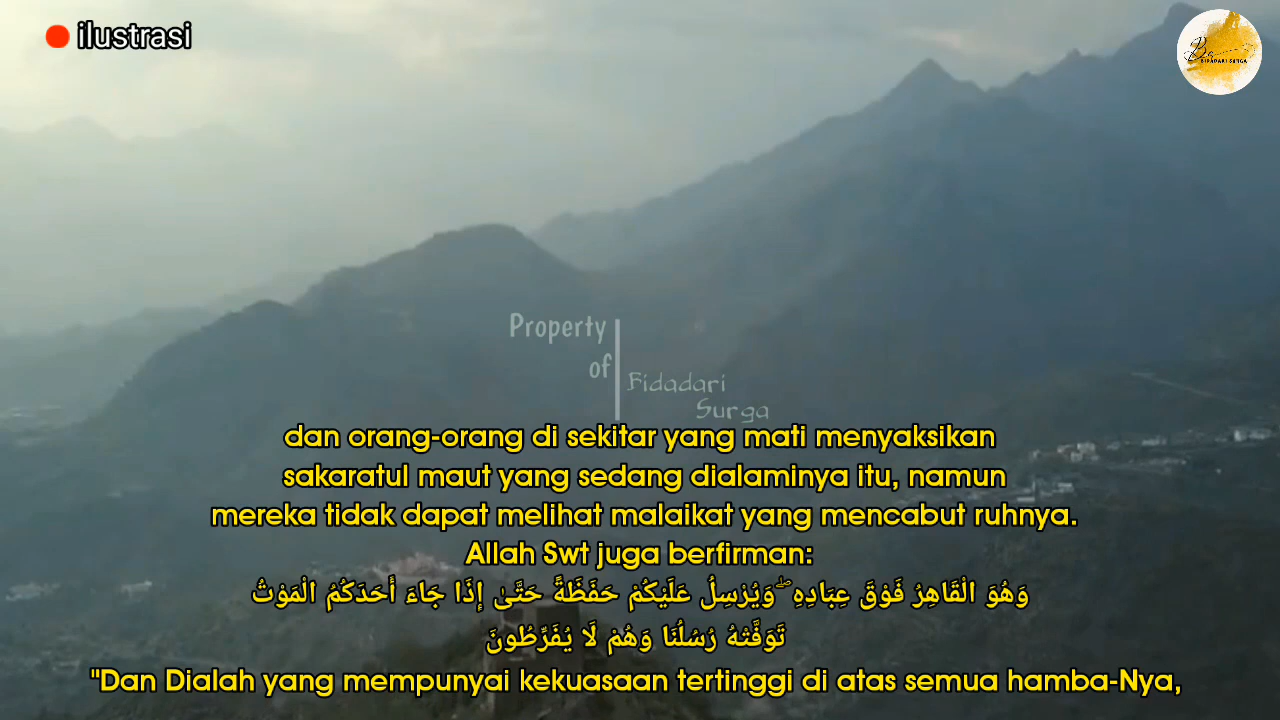 ilustrasi
BIDADARI SURGA
Property
of
Bidadari
Surga
dan orang-orang di sekitar yang mati menyaksikan
sakaratul maut yang sedang dialaminya itu, namun
mereka tidak dapat melihat malaikat yang mencabut ruhnya.
Allah Swt juga berfirman:
وَهُوَ الْقَاهِرُ فَوْقَ عِبَادِهِ ۖ وَيُرْسِلُ عَلَيْكُمْ حَفَظَةً حَتَّىٰ إِذَا جَاءَ أَحَدَكُمُ الْمَوْتُ
تَوَفَّتْهُ رُسُلُنَا وَهُمْ لَا يُفَرِّطُونَ
"Dan Dialah yang mempunyai kekuasaan tertinggi di atas semua hamba-Nya,